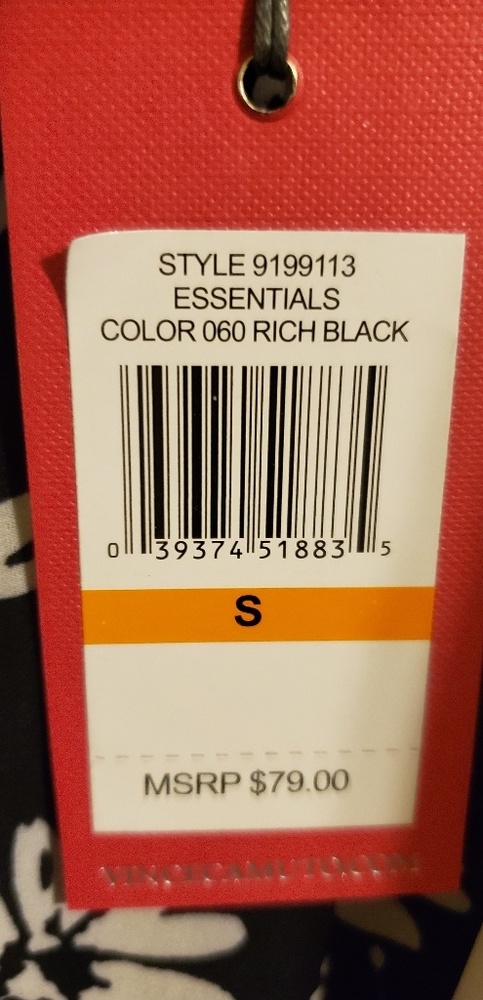 STYLE 9199113
ESSENTIALS
COLOR 060 RICH BLACK
0 39374 51883 5
S
MSRP $79.00
VINCECAMUTO.COM